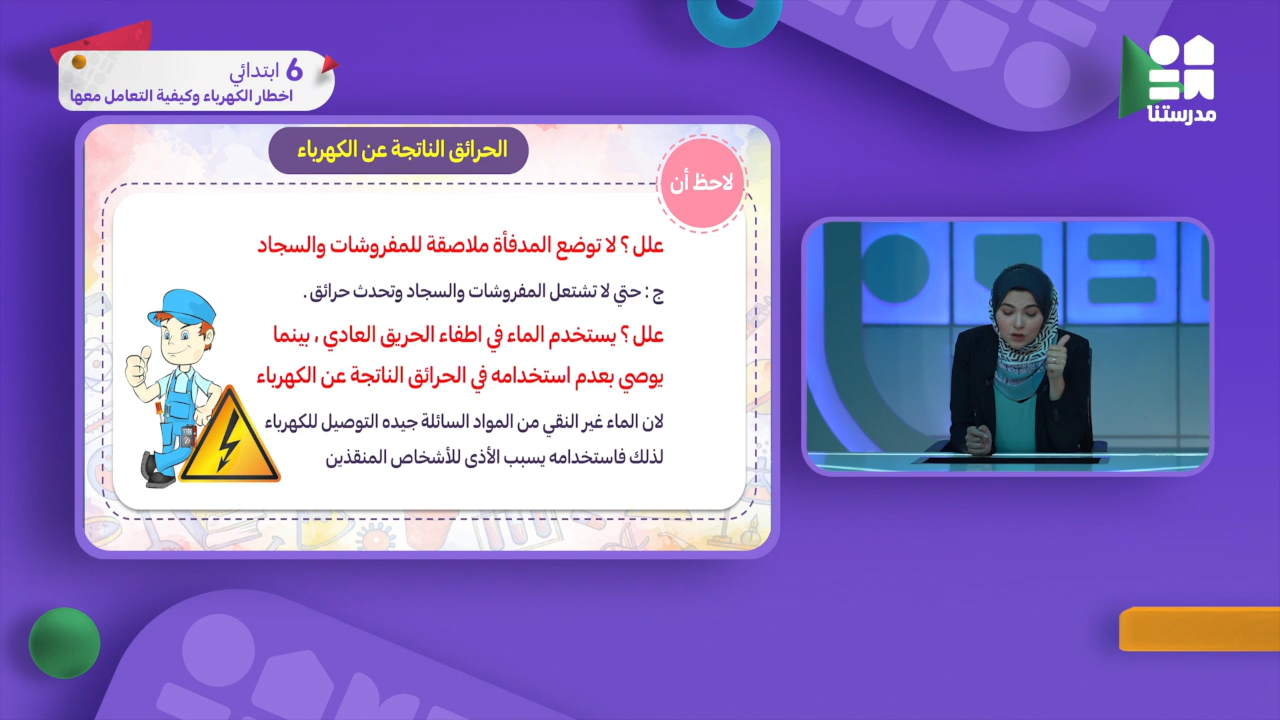 6 ابتدائي
اخطار الكهرباء وكيفية التعامل معها
مدرستنا
الحرائق الناتجة عن الكهرباء
لاحظ أن
علل ؟ لا توضع المدفأة ملاصقة للمفروشات والسجاد
ج : حتي لا تشتعل المفروشات والسجاد وتحدث حرائق .
علل ؟ يستخدم الماء في اطفاء الحريق العادي ، بينما
يوصي بعدم استخدامه في الحرائق الناتجة عن الكهرباء
لان الماء غير النقي من المواد السائلة جيده التوصيل للكهرباء
لذلك فاستخدامه يسبب الأذى للأشخاص المنقذين